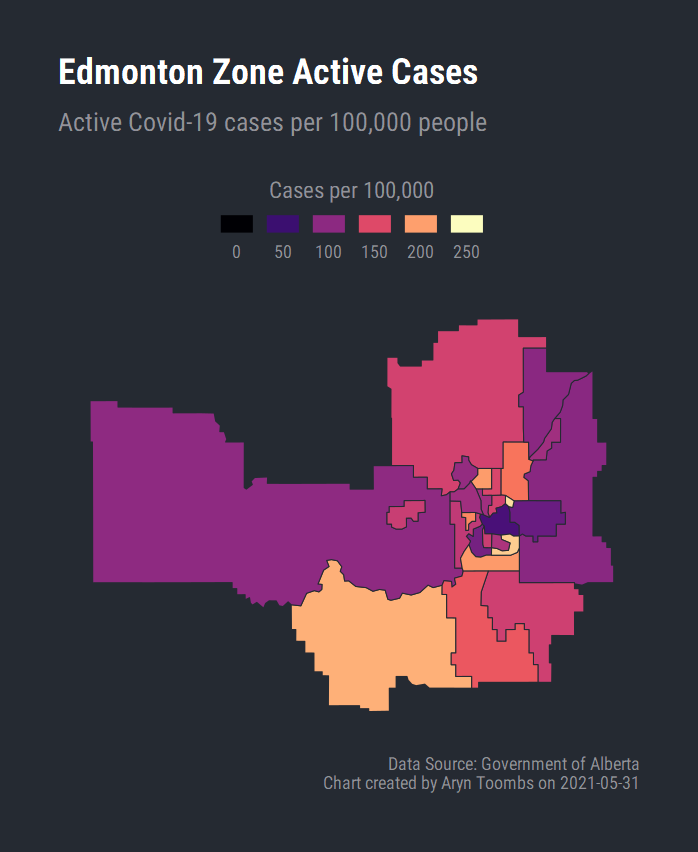 Edmonton Zone Active Cases
Active Covid-19 cases per 100,000 people
Cases per 100,000
0 50 100 150 200 250
Data Source: Government of Alberta
Chart created by Aryn Toombs on 2021-05-31